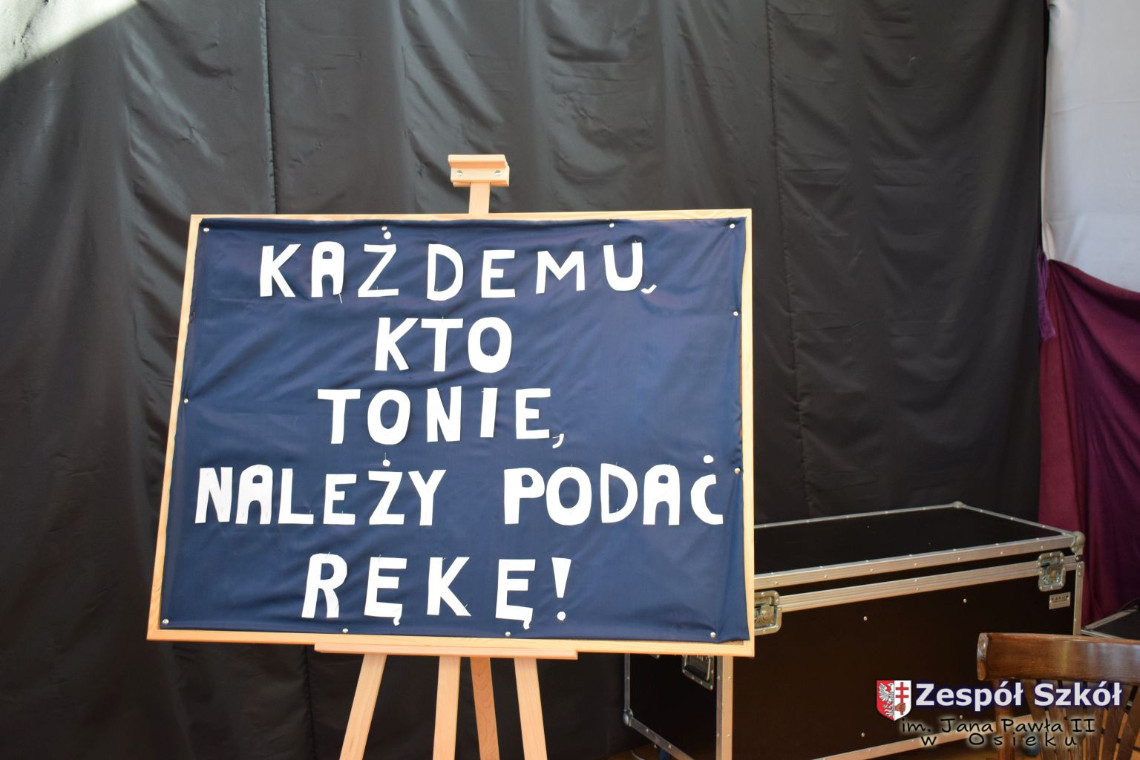 KAŻDEMU,
KTO
TONIE,
NALEŻY PODAĆ
RĘKĘ!
Zespół Szkół
im. Jana Pawła II
w Osieku